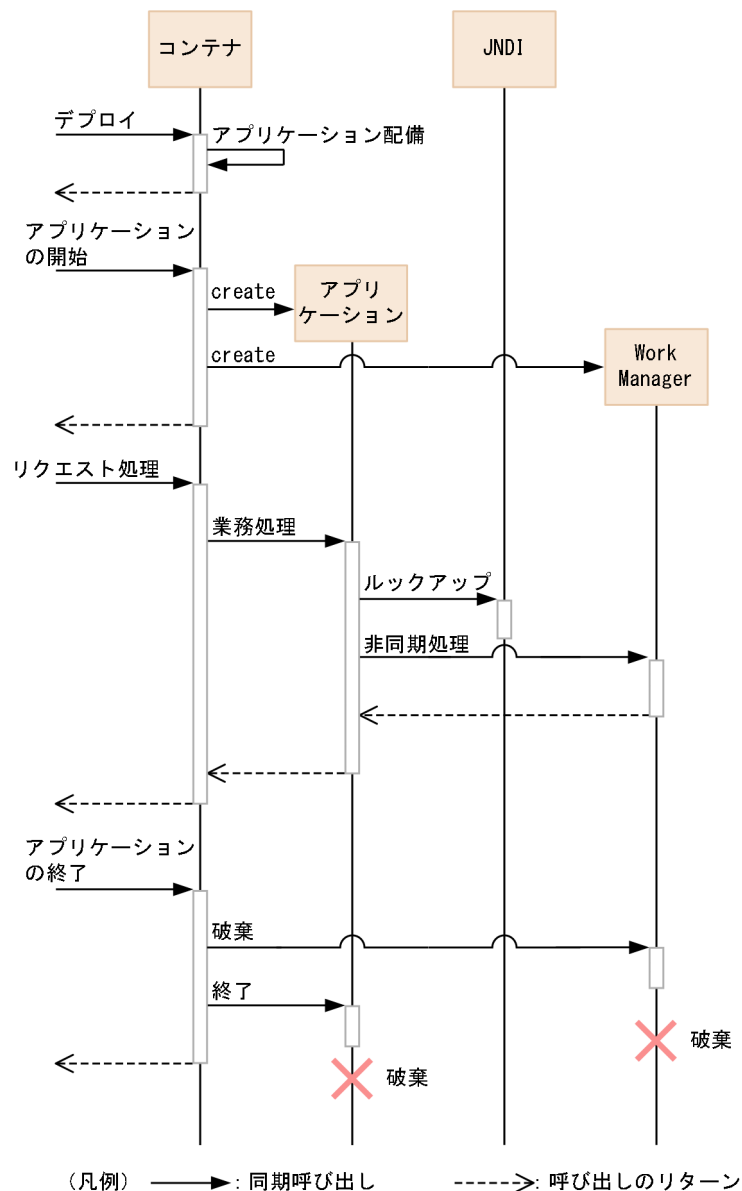 コンテナ
JNDI
デプロイ
アプリケーション配備
アプリケーション
の開始
create
アプリ
ケーション
create
Work
Manager
リクエスト処理
業務処理
ルックアップ
非同期処理
アプリケーション
の終了
破棄
終了
破棄
破棄
（凡例）　：同期呼び出し　：呼び出しのリターン